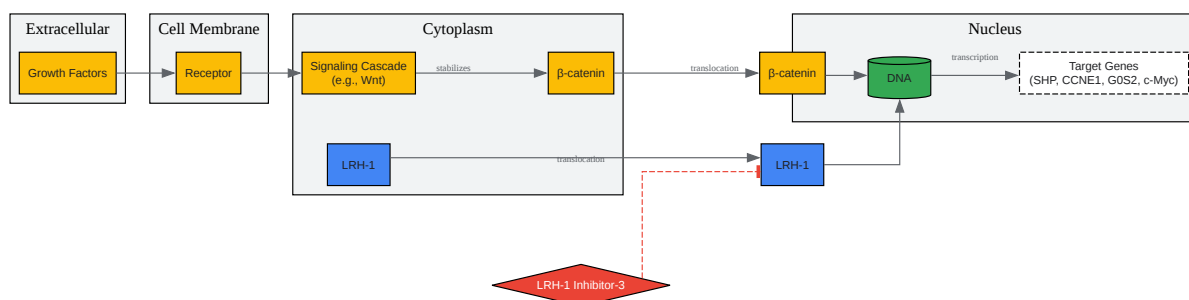 Extracellular
Cell Membrane
Cytoplasm
Nucleus
Growth Factors
Receptor
Signaling Cascade
(e.g., Wnt)
stabilizes
β-catenin
translocation
β-catenin
DNA
transcription
Target Genes
(SHP, CCNE1, G0S2, c-Myc)
LRH-1
translocation
LRH-1
LRH-1 Inhibitor-3